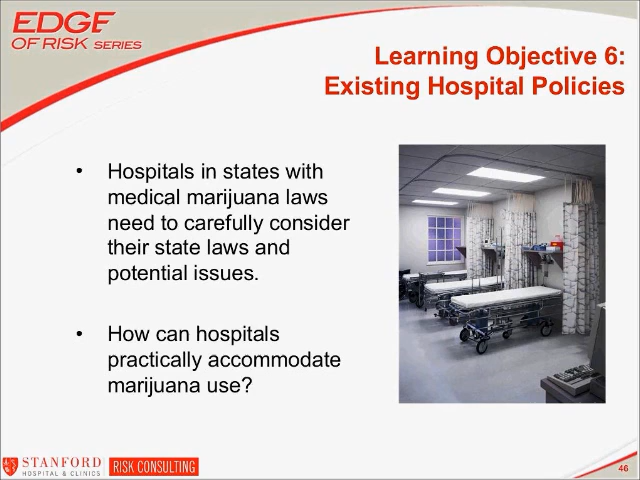 EDGE
OF RISK SERIES
Learning Objective 6:
Existing Hospital Policies
• Hospitals in states with
medical marijuana laws
need to carefully consider
their state laws and
potential issues.
• How can hospitals
practically accommodate
marijuana use?
STANFORD
HOSPITAL & CLINICS
RISK CONSULTING
46